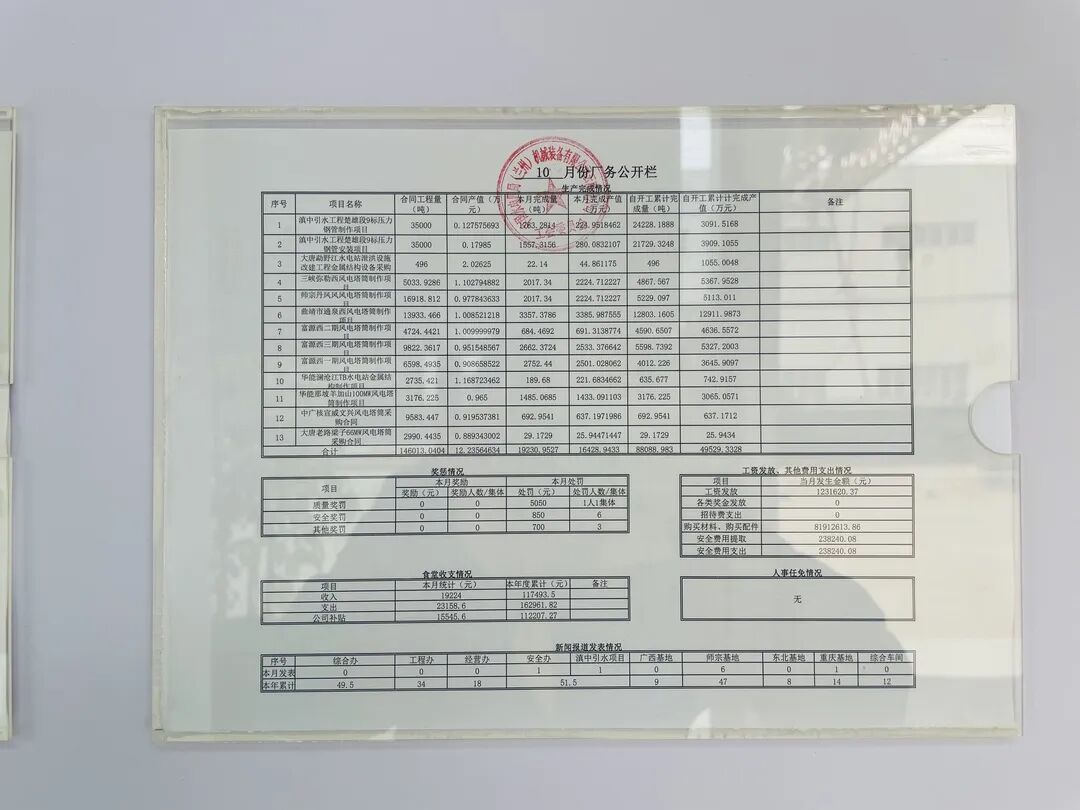 10 月份厂务公开栏
生产完成情况
序号 项目名称 合同工程量（吨） 合同产值（万元） 本月完成量（吨） 本月完成产值（万元） 自开工累计完成量（吨） 自开工累计计完成产值（万元） 备注
1 滇中引水工程楚雄段9标压力钢管制作项目 35000 0.127575693 1763.2814 224.9518462 24228.1888 3091.5168
2 滇中引水工程楚雄段9标压力钢管安装项目 35000 0.17985 1557.3156 280.0832107 21729.3248 3909.1055
3 大唐勐野江水电站泄洪设施改建工程金属结构设备采购 496 2.02625 22.14 44.861175 496 1055.0048
4 三峡弥勒西风电塔筒制作项目 5033.9286 1.102794882 2017.34 2224.712227 4867.567 5367.9528
5 师宗丹凤风风电塔筒制作项目 16918.812 0.977843633 2017.34 2224.712227 5229.097 5113.011
6 曲靖市通泉西风电塔筒制作项目 13933.466 1.008521218 3357.3786 3385.987555 12803.1605 12911.9873
7 富源西二期风电塔筒制作项目 4724.4421 1.009999979 684.4692 691.3138774 4590.6507 4636.5572
8 富源西三期风电塔筒制作项目 9822.3617 0.951548567 2662.3724 2533.376642 5598.7392 5327.2003
9 富源西一期风电塔筒制作项目 6598.4935 0.908658522 2752.44 2501.028062 4012.226 3645.9097
10 华能澜沧江TB水电站金属结构制作项目 2735.421 1.168723462 189.68 221.6834662 635.677 742.9157
11 华能那坡羊加山100MW风电塔筒制作项目 3176.225 0.965 1485.0685 1433.091103 3176.225 3065.0571
12 中广核宣威文兴风电塔筒采购合同 9583.447 0.919537381 692.9541 637.1971986 692.9541 637.1712
13 大唐老路梁子66MW风电塔筒采购合同 2990.4435 0.889343002 29.1729 25.94471447 29.1729 25.9434
合计 146013.0404 12.23564634 19230.9527 16428.9433 88088.983 49529.3328
奖惩情况
项目 本月奖励 本月处罚
奖励（元） 奖励人数/集体 处罚（元） 处罚人数/集体
质量奖罚 0 0 5050 1人1集体
安全奖罚 0 0 850 6
其他奖罚 0 0 700 3
工资发放、其他费用支出情况
项目 当月发生金额（元）
工资发放 1231620.37
各类奖金发放 0
招待费支出 0
购买材料、购买配件 81912613.86
安全费用提取 238240.08
安全费用支出 238240.08
食堂收支情况
项目 本月统计（元） 本年度累计（元） 备注
收入 19224 117493.5
支出 23158.6 162961.82
公司补贴 15545.6 112207.27
人事任免情况
无
新闻报道发表情况
序号 综合办 工程办 经营办 安全办 滇中引水项目 广西基地 师宗基地 东北基地 重庆基地 综合车间
本月发表 0 0 0 1 1 0 6 0 1 0
本年累计 49.5 34 18 51.5 9 47 8 14 12